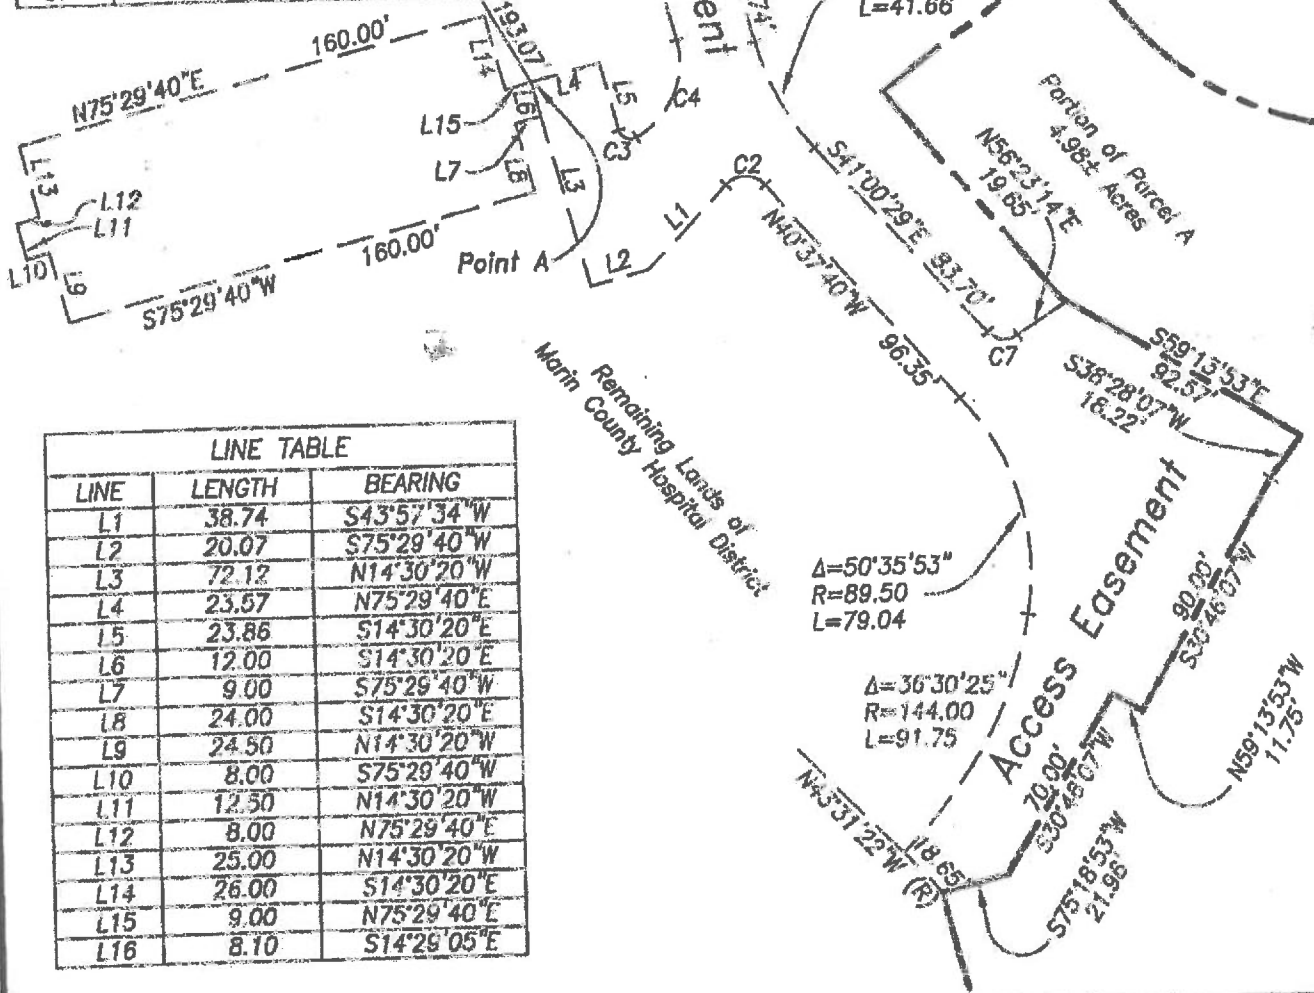 160.00'
193.07
ent
74'
L=41.66
N75°29'40"E
L14
L4
L5
L6
C4
L15
C3
L7
L8
L3
C2
L13
L12
L11
L10
L9
160.00'
S75°29'40"W
Point A
L2
L1
S41°00'29"E 83.70'
N40°37'40"W
96.35'
N56°23'14"E
19.65'
Portion of Parcel A
4.98± Acres
C7
S59°13'53"E
92.57'
S38°28'07"W
16.22'
Remaining Lands of
Marin County Hospital District
LINE TABLE
LINE LENGTH BEARING
L1 38.74 S43°57'34"W
L2 20.07 S75°29'40"W
L3 72.12 N14°30'20"W
L4 23.57 N75°29'40"E
L5 23.86 S14°30'20"E
L6 12.00 S14°30'20"E
L7 9.00 S75°29'40"W
L8 24.00 S14°30'20"E
L9 24.50 N14°30'20"W
L10 8.00 S75°29'40"W
L11 12.50 N14°30'20"W
L12 8.00 N75°29'40"E
L13 25.00 N14°30'20"W
L14 26.00 S14°30'20"E
L15 9.00 N75°29'40"E
L16 8.10 S14°29'05"E
Δ=50°35'53"
R=89.50
L=79.04
Δ=36°30'25"
R=144.00
L=91.75
Access Easement
90.00'
S30°46'07"W
N59°13'53"W
11.75'
70.00'
S30°46'07"W
N43°31'22"W (R)
18.65'
S75°18'53"W
21.96'